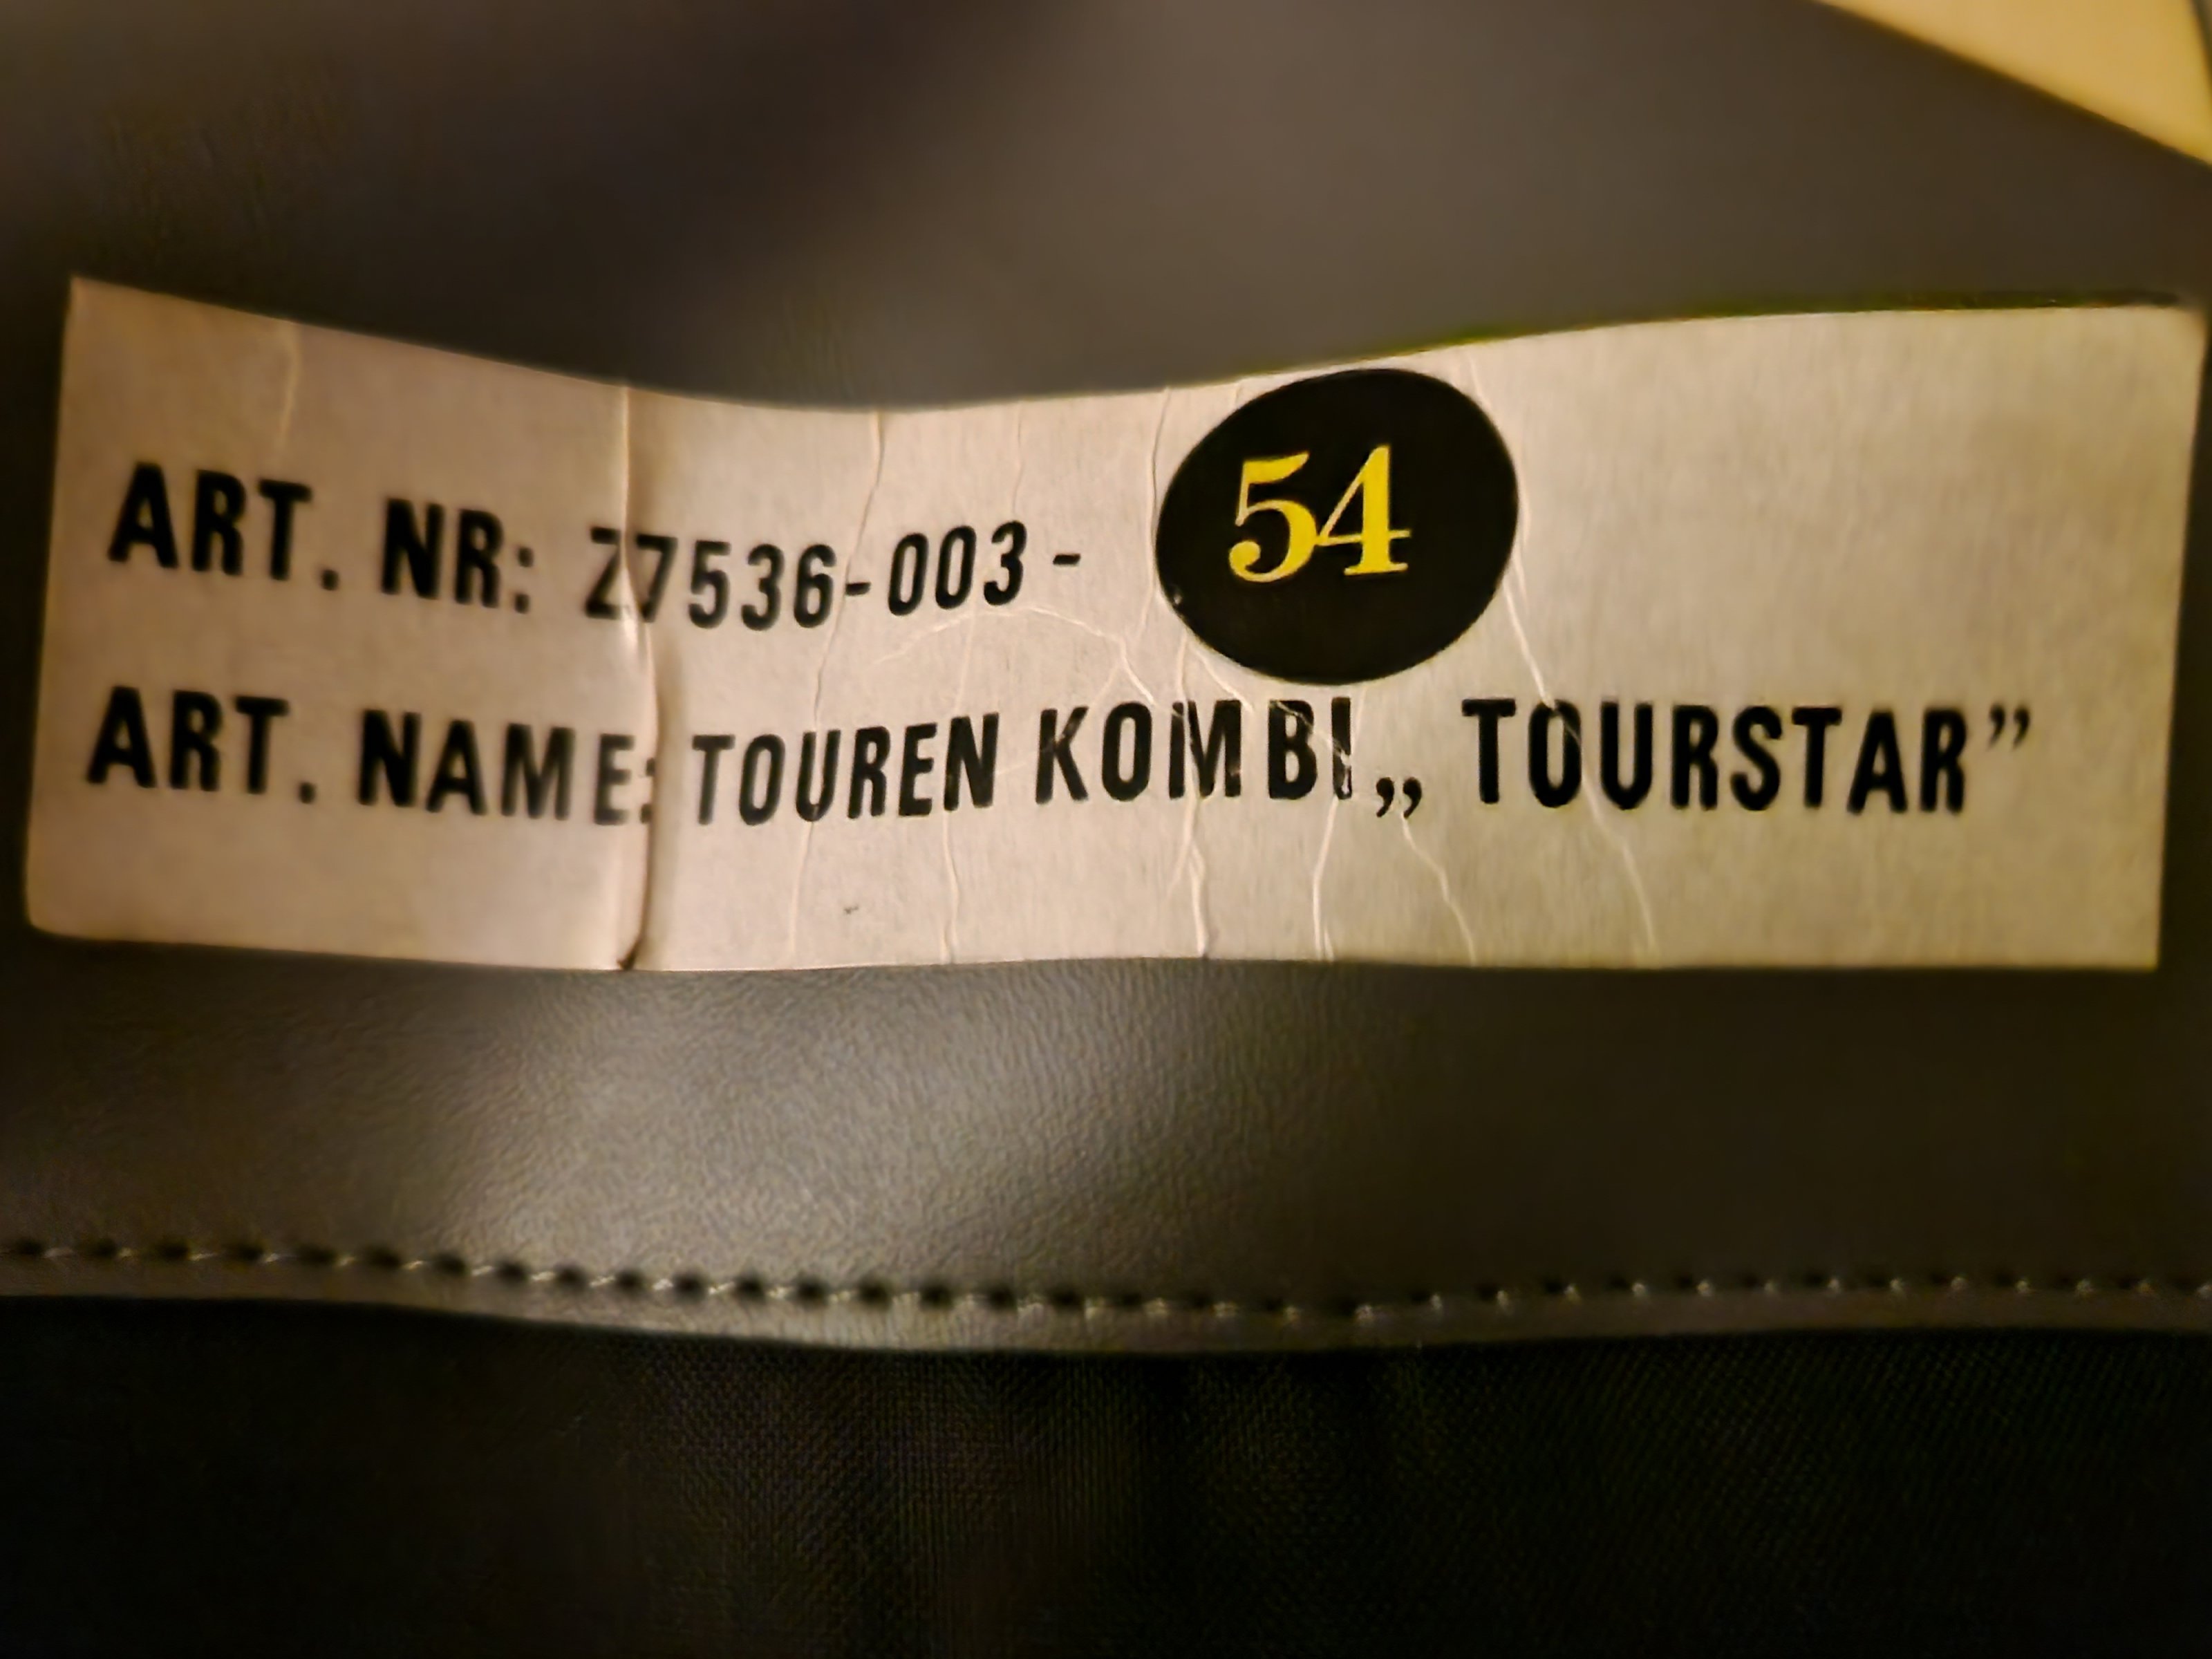 ART. NR: Z7536-003- 54
ART. NAME: TOUREN KOMBI „ TOURSTAR”